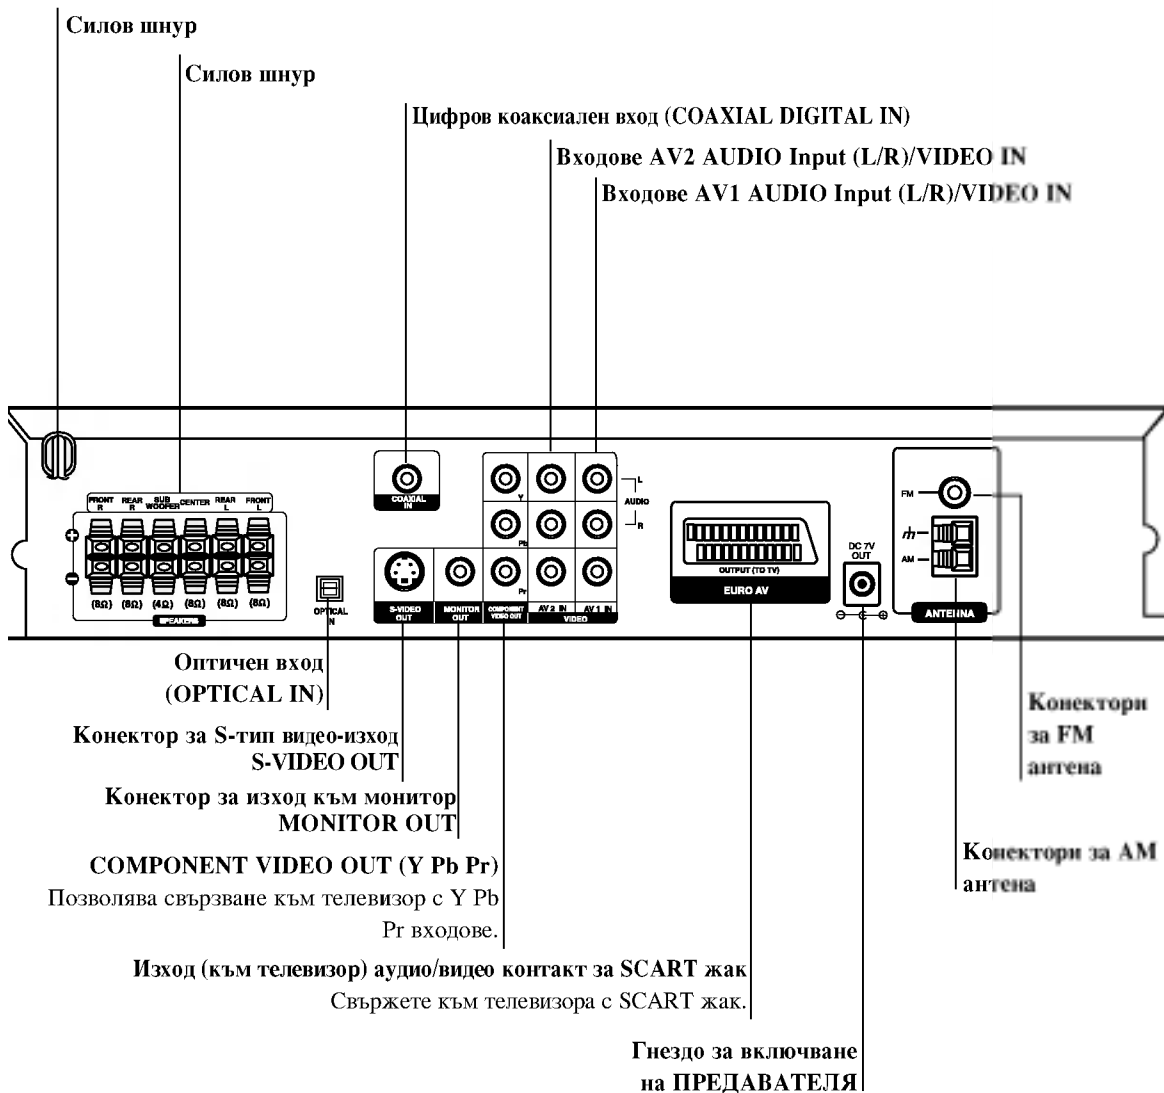 Силов шнур
Силов шнур
Цифров коаксиален вход (COAXIAL DIGITAL IN)
Входове AV2 AUDIO Input (L/R)/VIDEO IN
Входове AV1 AUDIO Input (L/R)/VIDEO IN
FRONT R
REAR R
SUB WOOFER
CENTER
REAR L
FRONT L
(8Ω) (8Ω) (4Ω) (8Ω) (8Ω) (8Ω)
SPEAKERS
OPTICAL IN
COAXIAL IN
Y
Pb
Pr
L
AUDIO
R
S-VIDEO OUT
MONITOR OUT
COMPONENT VIDEO OUT
AV 2 IN
AV 1 IN
VIDEO
OUTPUT (TO TV)
EURO AV
DC 7V OUT
FM
AM
ANTENNA
Оптичен вход
(OPTICAL IN)
Конектор за S-тип видео-изход
S-VIDEO OUT
Конектор за изход към монитор
MONITOR OUT
COMPONENT VIDEO OUT (Y Pb Pr)
Позволява свързване към телевизор с Y Pb
Pr входове.
Изход (към телевизор) аудио/видео контакт за SCART жак
Свържете към телевизора с SCART жак.
Гнездо за включване
на ПРЕДАВАТЕЛЯ
Конектори
за FM
антена
Конектори за AM
антена